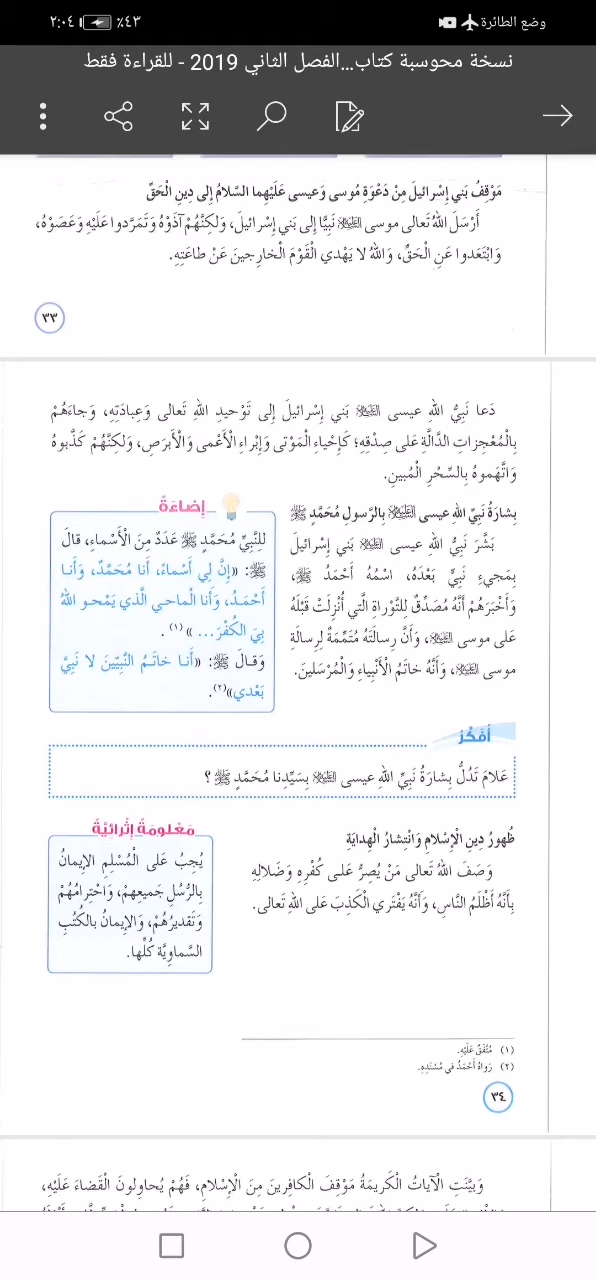 ٢:٠٤ ٪٤٣ وضع الطائرة
نسخة محوسبة كتاب...الفصل الثاني 2019 - للقراءة فقط
مَوْقِفُ بَني إِسْرائيلَ مِنْ دَعْوَةِ مُوسى وَعيسى عَلَيْهِما السَّلامُ إِلى دينِ الْحَقِّ
أَرْسَلَ اللهُ تَعالى موسى عليه السلام نَبِيًّا إِلى بَني إِسْرائيلَ، وَلكِنَّهُمْ آذَوْهُ وَتَمَرَّدوا عَلَيْهِ وَعَصَوْهُ،
وَابْتَعَدوا عَنِ الْحَقِّ، وَاللهُ لا يَهْدي الْقَوْمَ الْخارِجينَ عَنْ طاعَتِهِ.
٣٣
دَعا نَبِيُّ اللهِ عيسى عليه السلام بَني إِسْرائيلَ إِلى تَوْحيدِ اللهِ تَعالى وَعِبادَتِهِ، وَجاءَهُمْ
بِالْمُعْجِزاتِ الدّالَّةِ عَلى صِدْقِهِ؛ كَإِحْياءِ الْمَوْتى وَإِبْراءِ الْأَعْمى وَالْأَبْرَصِ، وَلكِنَّهُمْ كَذَّبوهُ
وَاتَّهَموهُ بِالسِّحْرِ الْمُبينِ.
بِشارَةُ نَبِيِّ اللهِ عيسى عليه السلام بِالرَّسولِ مُحَمَّدٍ ﷺ
بَشَّرَ نَبِيُّ اللهِ عيسى عليه السلام بَني إِسْرائيلَ
بِمَجيءِ نَبِيٍّ بَعْدَهُ، اسْمُهُ أَحْمَدُ ﷺ،
وَأَخْبَرَهُمْ أَنَّهُ مُصَدِّقٌ لِلتَّوْراةِ الَّتي أُنْزِلَتْ قَبْلَهُ
عَلى موسى عليه السلام، وَأَنَّ رِسالَتَهُ مُتَمِّمَةٌ لِرِسالَةِ
موسى عليه السلام، وَأَنَّهُ خاتَمُ الْأَنْبِياءِ وَالْمُرْسَلينَ.
إضاءَةٌ
لِلنَّبِيِّ مُحَمَّدٍ ﷺ عَدَدٌ مِنَ الْأَسْماءِ، قالَ
ﷺ: «إِنَّ لِي أَسْماءً، أَنا مُحَمَّدٌ، وَأَنا
أَحْمَدُ، وَأَنا الْماحي الَّذي يَمْحو اللهُ
بِيَ الْكُفْرَ... »(١).
وَقالَ ﷺ: «أَنا خاتَمُ النَّبِيّينَ لا نَبِيَّ
بَعْدي»(٢).
أُفَكِّرُ
عَلامَ تَدُلُّ بِشارَةُ نَبِيِّ اللهِ عيسى عليه السلام بِسَيِّدِنا مُحَمَّدٍ ﷺ ؟
ظُهورُ دينِ الْإِسْلامِ وَانْتِشارُ الْهِدايَةِ
وَصَفَ اللهُ تَعالى مَنْ يُصِرُّ عَلى كُفْرِهِ وَضَلالِهِ
بِأَنَّهُ أَظْلَمُ النّاسِ، وَأَنَّهُ يَفْتَري الْكَذِبَ عَلى اللهِ تَعالى.
مَعْلومَةٌ إِثْرائِيَّةٌ
يُجِبُ عَلى الْمُسْلِمِ الإيمانُ
بِالرُّسُلِ جَميعِهِمْ، وَاحْتِرامُهُمْ
وَتَقْديرُهُمْ، وَالإيمانُ بِالكُتُبِ
السَّماوِيَّةِ كُلِّها.
(١) مُتَّفَقٌ عَلَيْهِ.
(٢) رَواهُ أَحْمَدُ في مُسْنَدِهِ.
٣٤
وَبَيَّنَتِ الْآياتُ الْكَريمَةُ مَوْقِفَ الْكافِرينَ مِنَ الْإِسْلامِ، فَهُمْ يُحاوِلونَ الْقَضاءَ عَلَيْهِ،